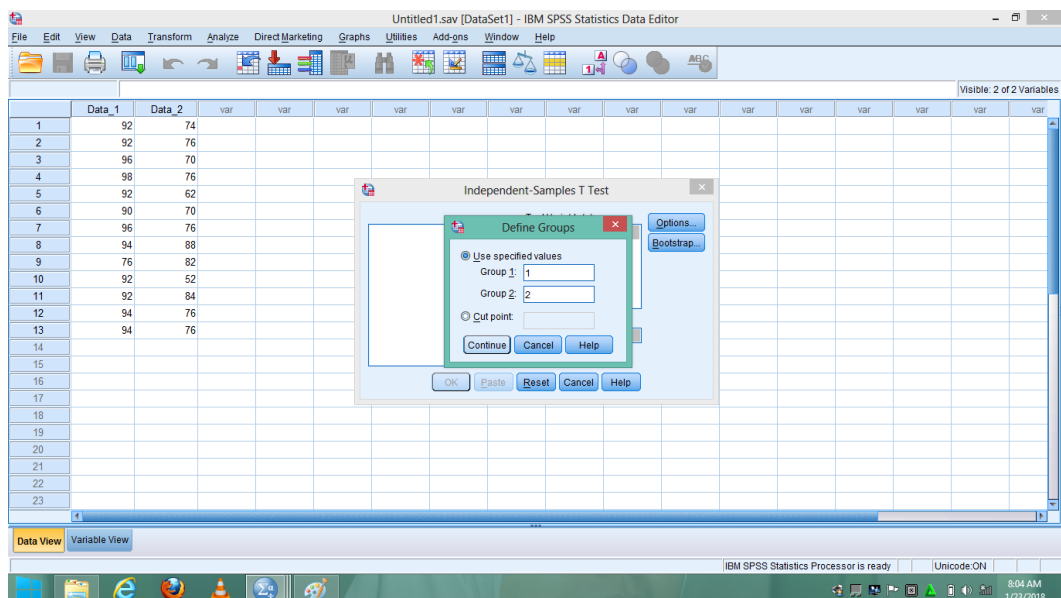 Untitled1.sav [DataSet1] - IBM SPSS Statistics Data Editor
File Edit View Data Transform Analyze Direct Marketing Graphs Utilities Add-ons Window Help
Visible: 2 of 2 Variables
Data_1 Data_2 var var var var var var var var var var var var var var
1 92 74
2 92 76
3 96 70
4 98 76
5 92 62
6 90 70
7 96 76
8 94 88
9 76 82
10 92 52
11 92 84
12 94 76
13 94 76
14
15
16
17
18
19
20
21
22
23
Independent-Samples T Test
Options...
Bootstrap...
Define Groups
Use specified values
Group 1: 1
Group 2: 2
Cut point:
Continue Cancel Help
OK Paste Reset Cancel Help
Data View Variable View
IBM SPSS Statistics Processor is ready Unicode:ON
8:04 AM
1/23/2018